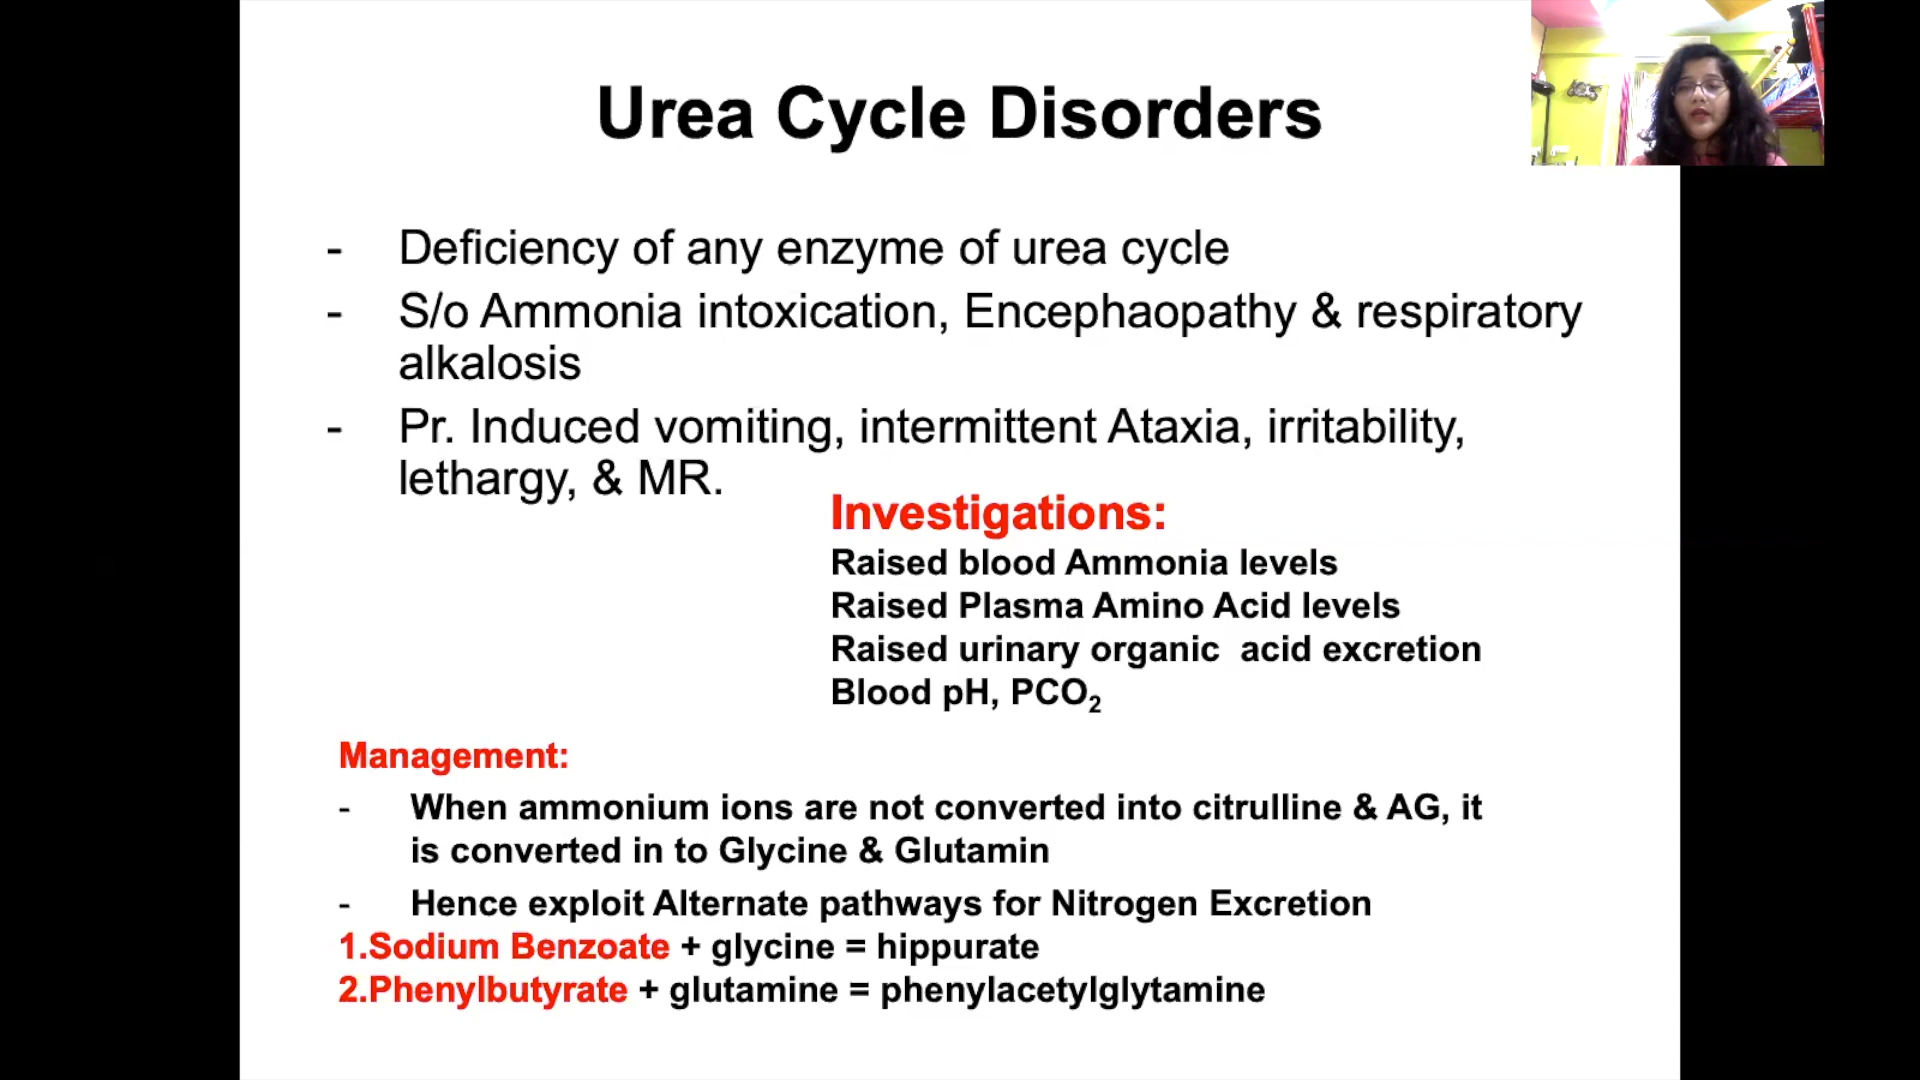 Urea Cycle Disorders
- Deficiency of any enzyme of urea cycle
- S/o Ammonia intoxication, Encephaopathy & respiratory
alkalosis
- Pr. Induced vomiting, intermittent Ataxia, irritability,
lethargy, & MR.
Investigations:
Raised blood Ammonia levels
Raised Plasma Amino Acid levels
Raised urinary organic acid excretion
Blood pH, PCO₂
Management:
- When ammonium ions are not converted into citrulline & AG, it
is converted in to Glycine & Glutamin
- Hence exploit Alternate pathways for Nitrogen Excretion
1.Sodium Benzoate + glycine = hippurate
2.Phenylbutyrate + glutamine = phenylacetylglytamine